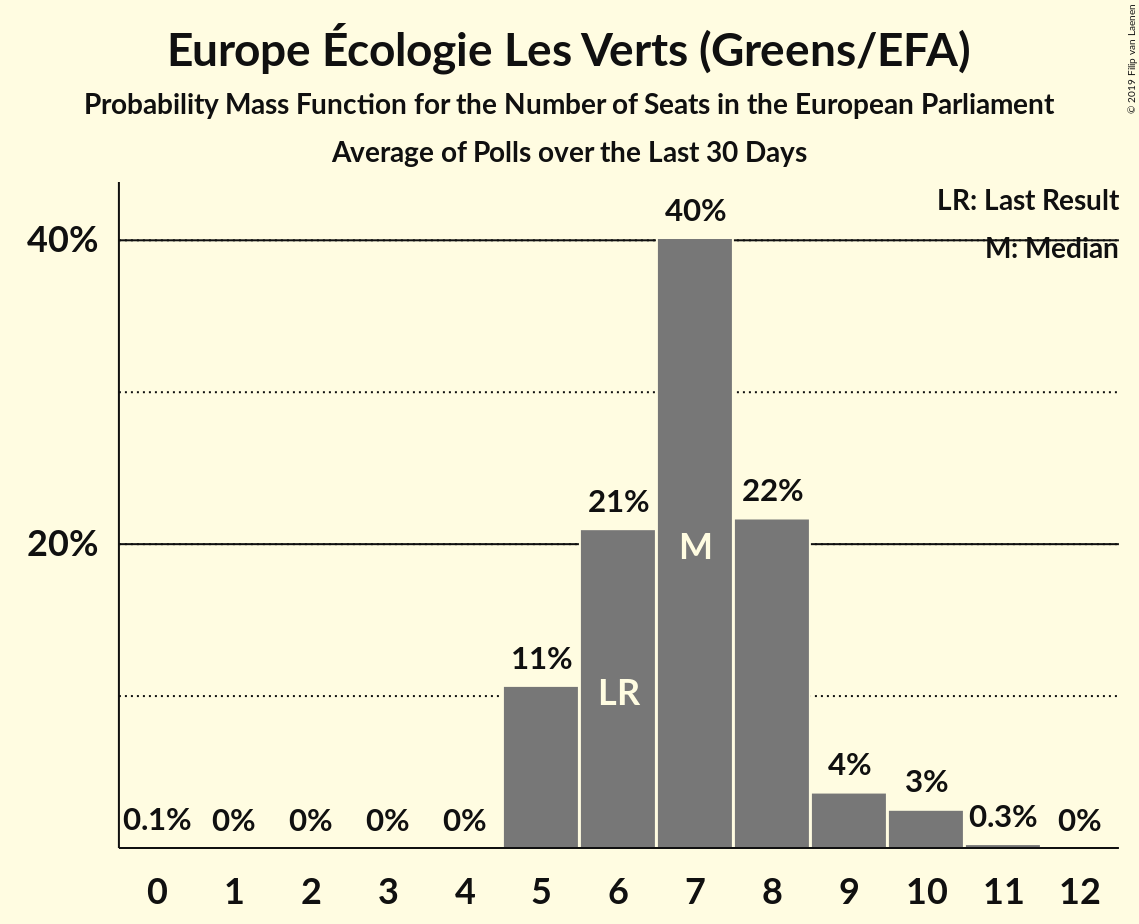 Europe Écologie Les Verts (Greens/EFA)
Probability Mass Function for the Number of Seats in the European Parliament
Average of Polls over the Last 30 Days
© 2019 Filip van Laenen
LR: Last Result
M: Median
40%
20%
0.1%
0%
0%
0%
0%
11%
21%
40%
22%
4%
3%
0.3%
0%
LR
M
0 1 2 3 4 5 6 7 8 9 10 11 12